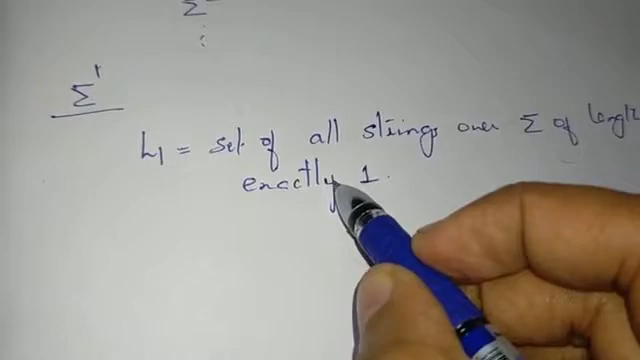 Σ
⋮
Σ¹
L₁ = Set of all strings over Σ of length
exactly 1.